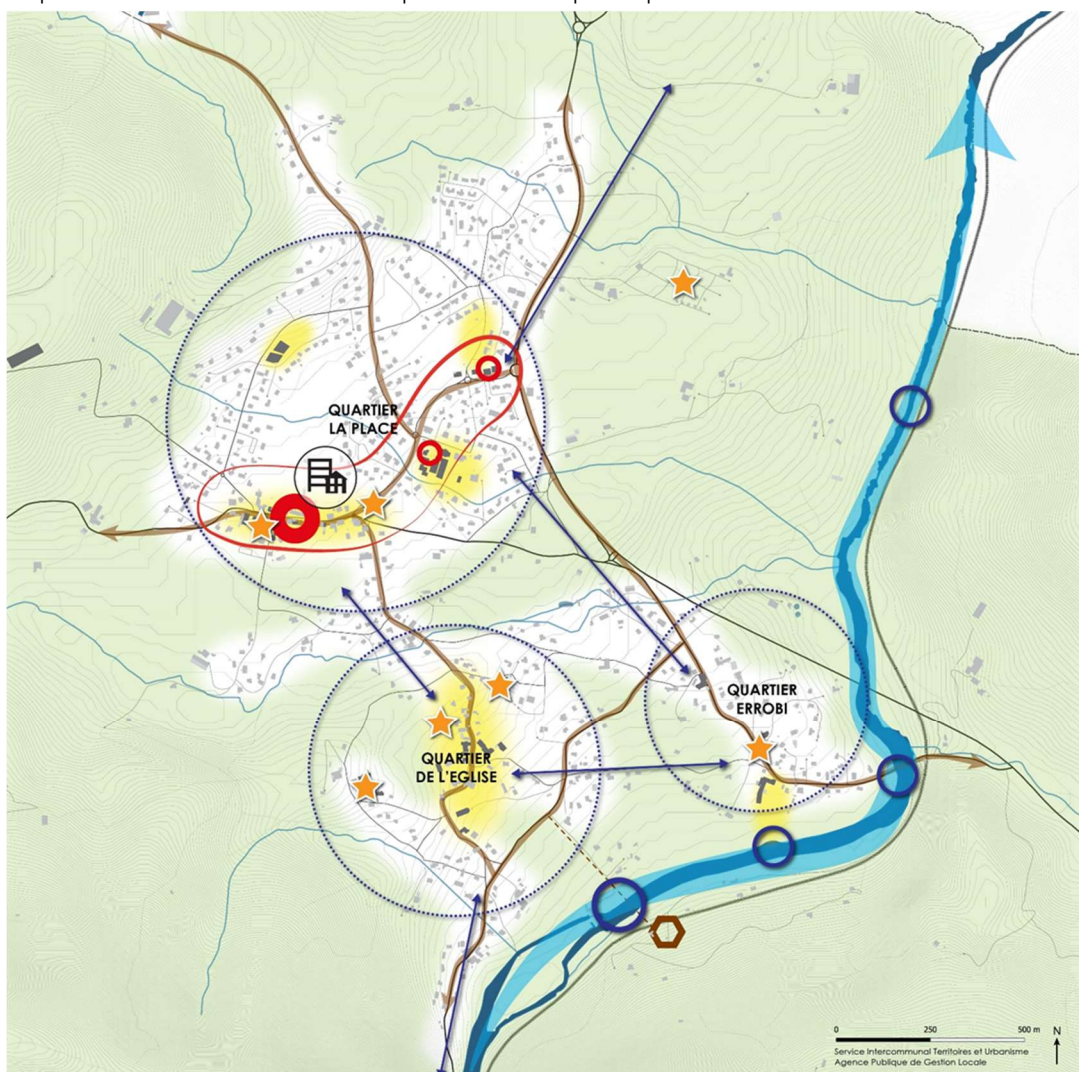 QUARTIER
LA PLACE
QUARTIER
ERROBI
QUARTIER
DE L'EGLISE
0 250 500 m
N
Service Intercommunal Territoires et Urbanisme
Agence Publique de Gestion Locale